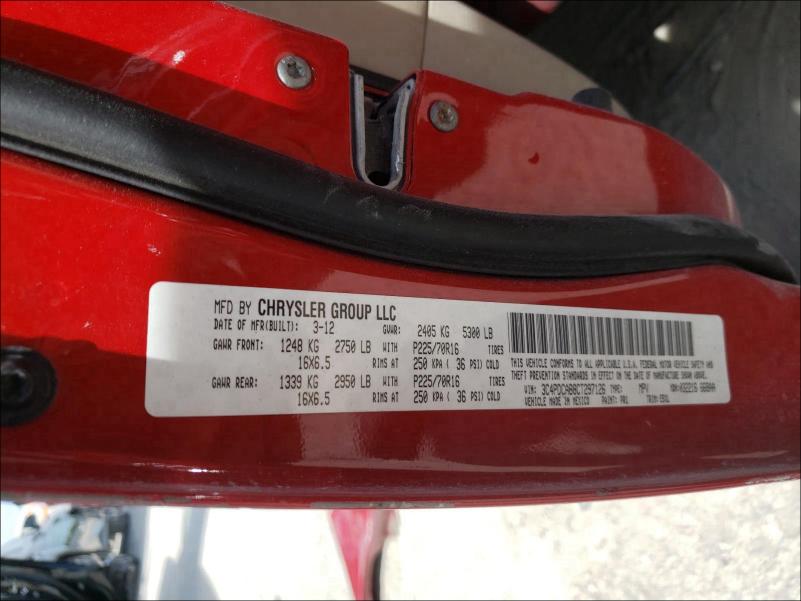 MFD BY CHRYSLER GROUP LLC
DATE OF MFR(BUILT): 3-12 GVWR: 2405 KG 5300 LB
GAWR FRONT: 1248 KG 2750 LB WITH P225/70R16 TIRES
16X6.5 RIMS AT 250 KPA ( 36 PSI) COLD
GAWR REAR: 1339 KG 2950 LB WITH P225/70R16 TIRES
16X6.5 RIMS AT 250 KPA ( 36 PSI) COLD
THIS VEHICLE CONFORMS TO ALL APPLICABLE U.S.A. FEDERAL MOTOR VEHICLE SAFETY AND
THEFT PREVENTION STANDARDS IN EFFECT ON THE DATE OF MANUFACTURE SHOWN ABOVE.
VIN: 3C4PDCAB8CT297126 TYPE: MPV
VEHICLE MADE IN MEXICO PAINT: PR1 TRIM: